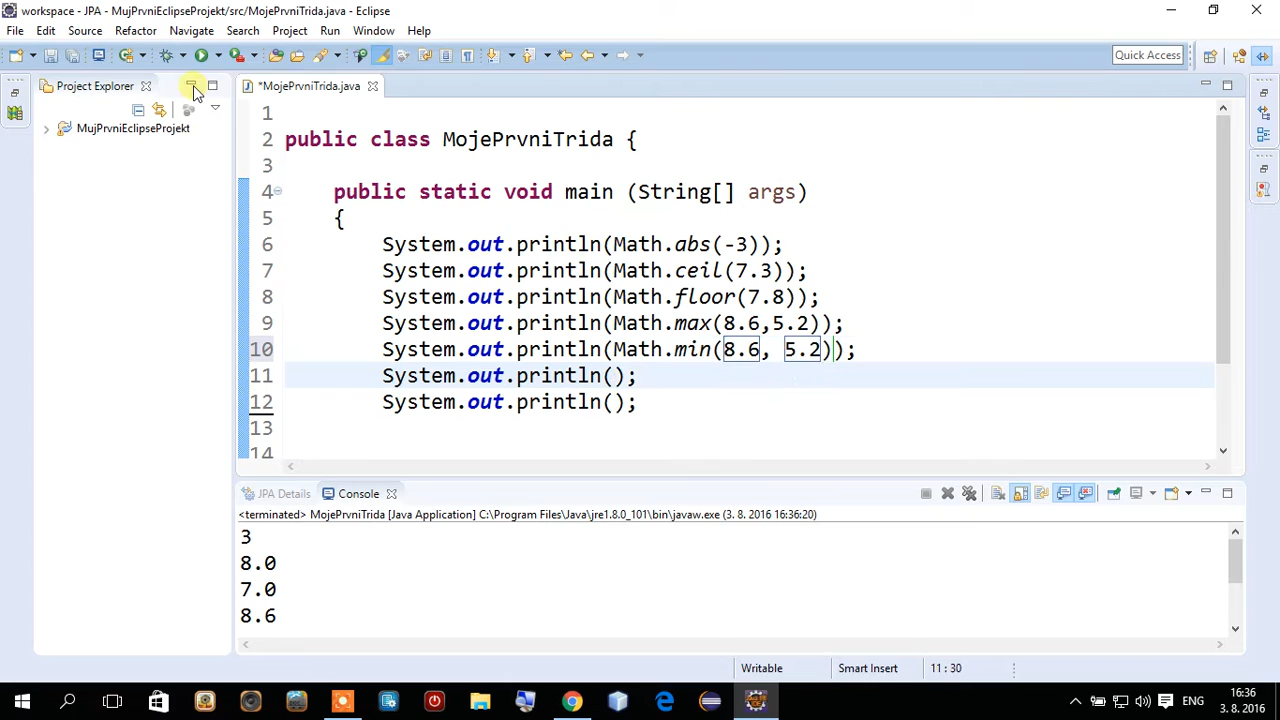 workspace - JPA - MujPrvniEclipseProjekt/src/MojePrvniTrida.java - Eclipse
File Edit Source Refactor Navigate Search Project Run Window Help
Quick Access
Project Explorer
*MojePrvniTrida.java
MujPrvniEclipseProjekt
1
2 public class MojePrvniTrida {
3
4 public static void main (String[] args)
5 {
6 System.out.println(Math.abs(-3));
7 System.out.println(Math.ceil(7.3));
8 System.out.println(Math.floor(7.8));
9 System.out.println(Math.max(8.6,5.2));
10 System.out.println(Math.min(8.6, 5.2));
11 System.out.println();
12 System.out.println();
13
14
JPA Details Console
<terminated> MojePrvniTrida [Java Application] C:\Program Files\Java\jre1.8.0_101\bin\javaw.exe (3. 8. 2016 16:36:20)
3
8.0
7.0
8.6
Writable Smart Insert 11 : 30
ENG
16:36
3. 8. 2016